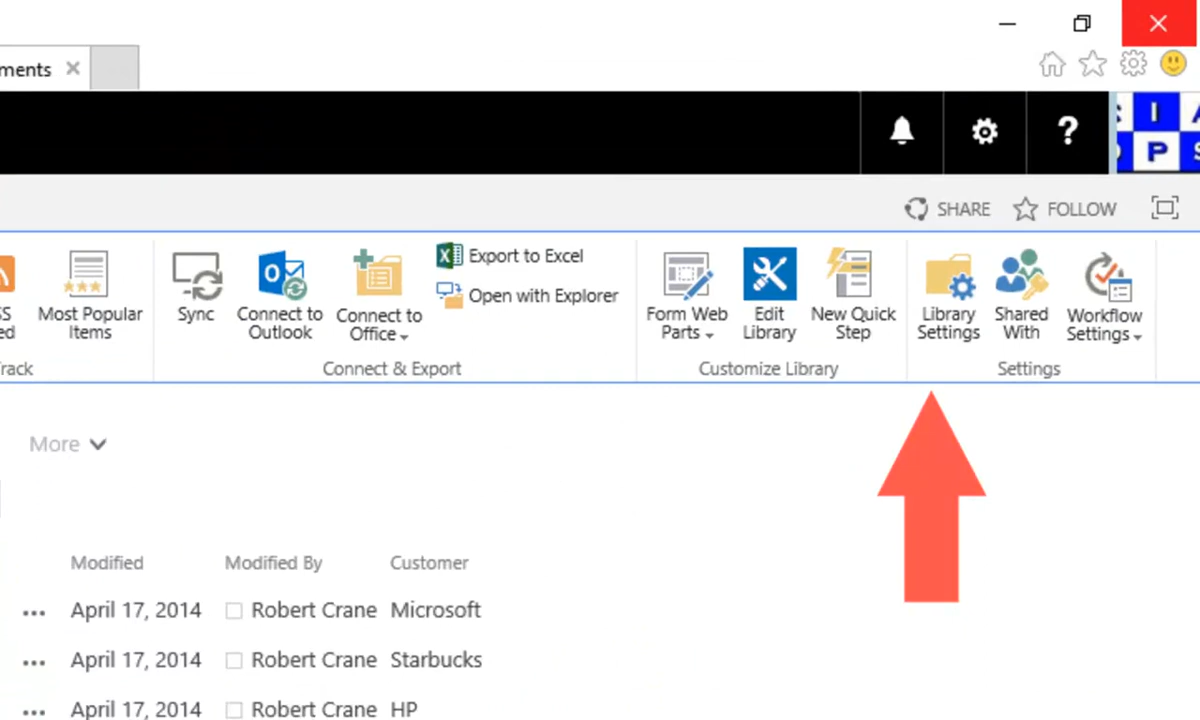 ments
SHARE
FOLLOW
Most Popular Items
Sync
Connect to Outlook
Connect to Office
Export to Excel
Open with Explorer
Form Web Parts
Edit Library
New Quick Step
Library Settings
Shared With
Workflow Settings
Connect & Export
Customize Library
Settings
More
Modified Modified By Customer
April 17, 2014 Robert Crane Microsoft
April 17, 2014 Robert Crane Starbucks
April 17, 2014 Robert Crane HP